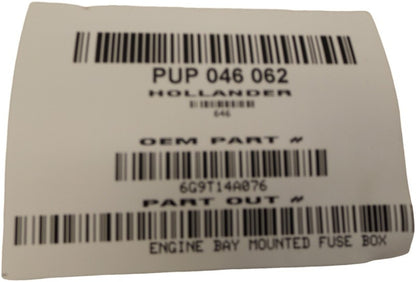 PUP 046 062
HOLLANDER
646
OEM PART #
6G9T14A076
PART OUT #
ENGINE BAY MOUNTED FUSE BOX